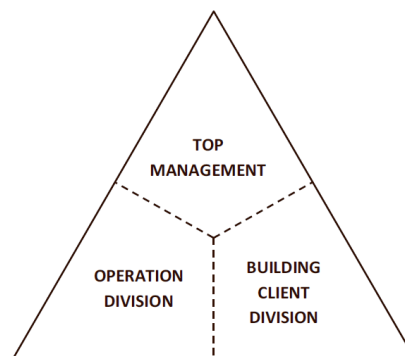 TOP
MANAGEMENT
OPERATION
DIVISION
BUILDING
CLIENT
DIVISION